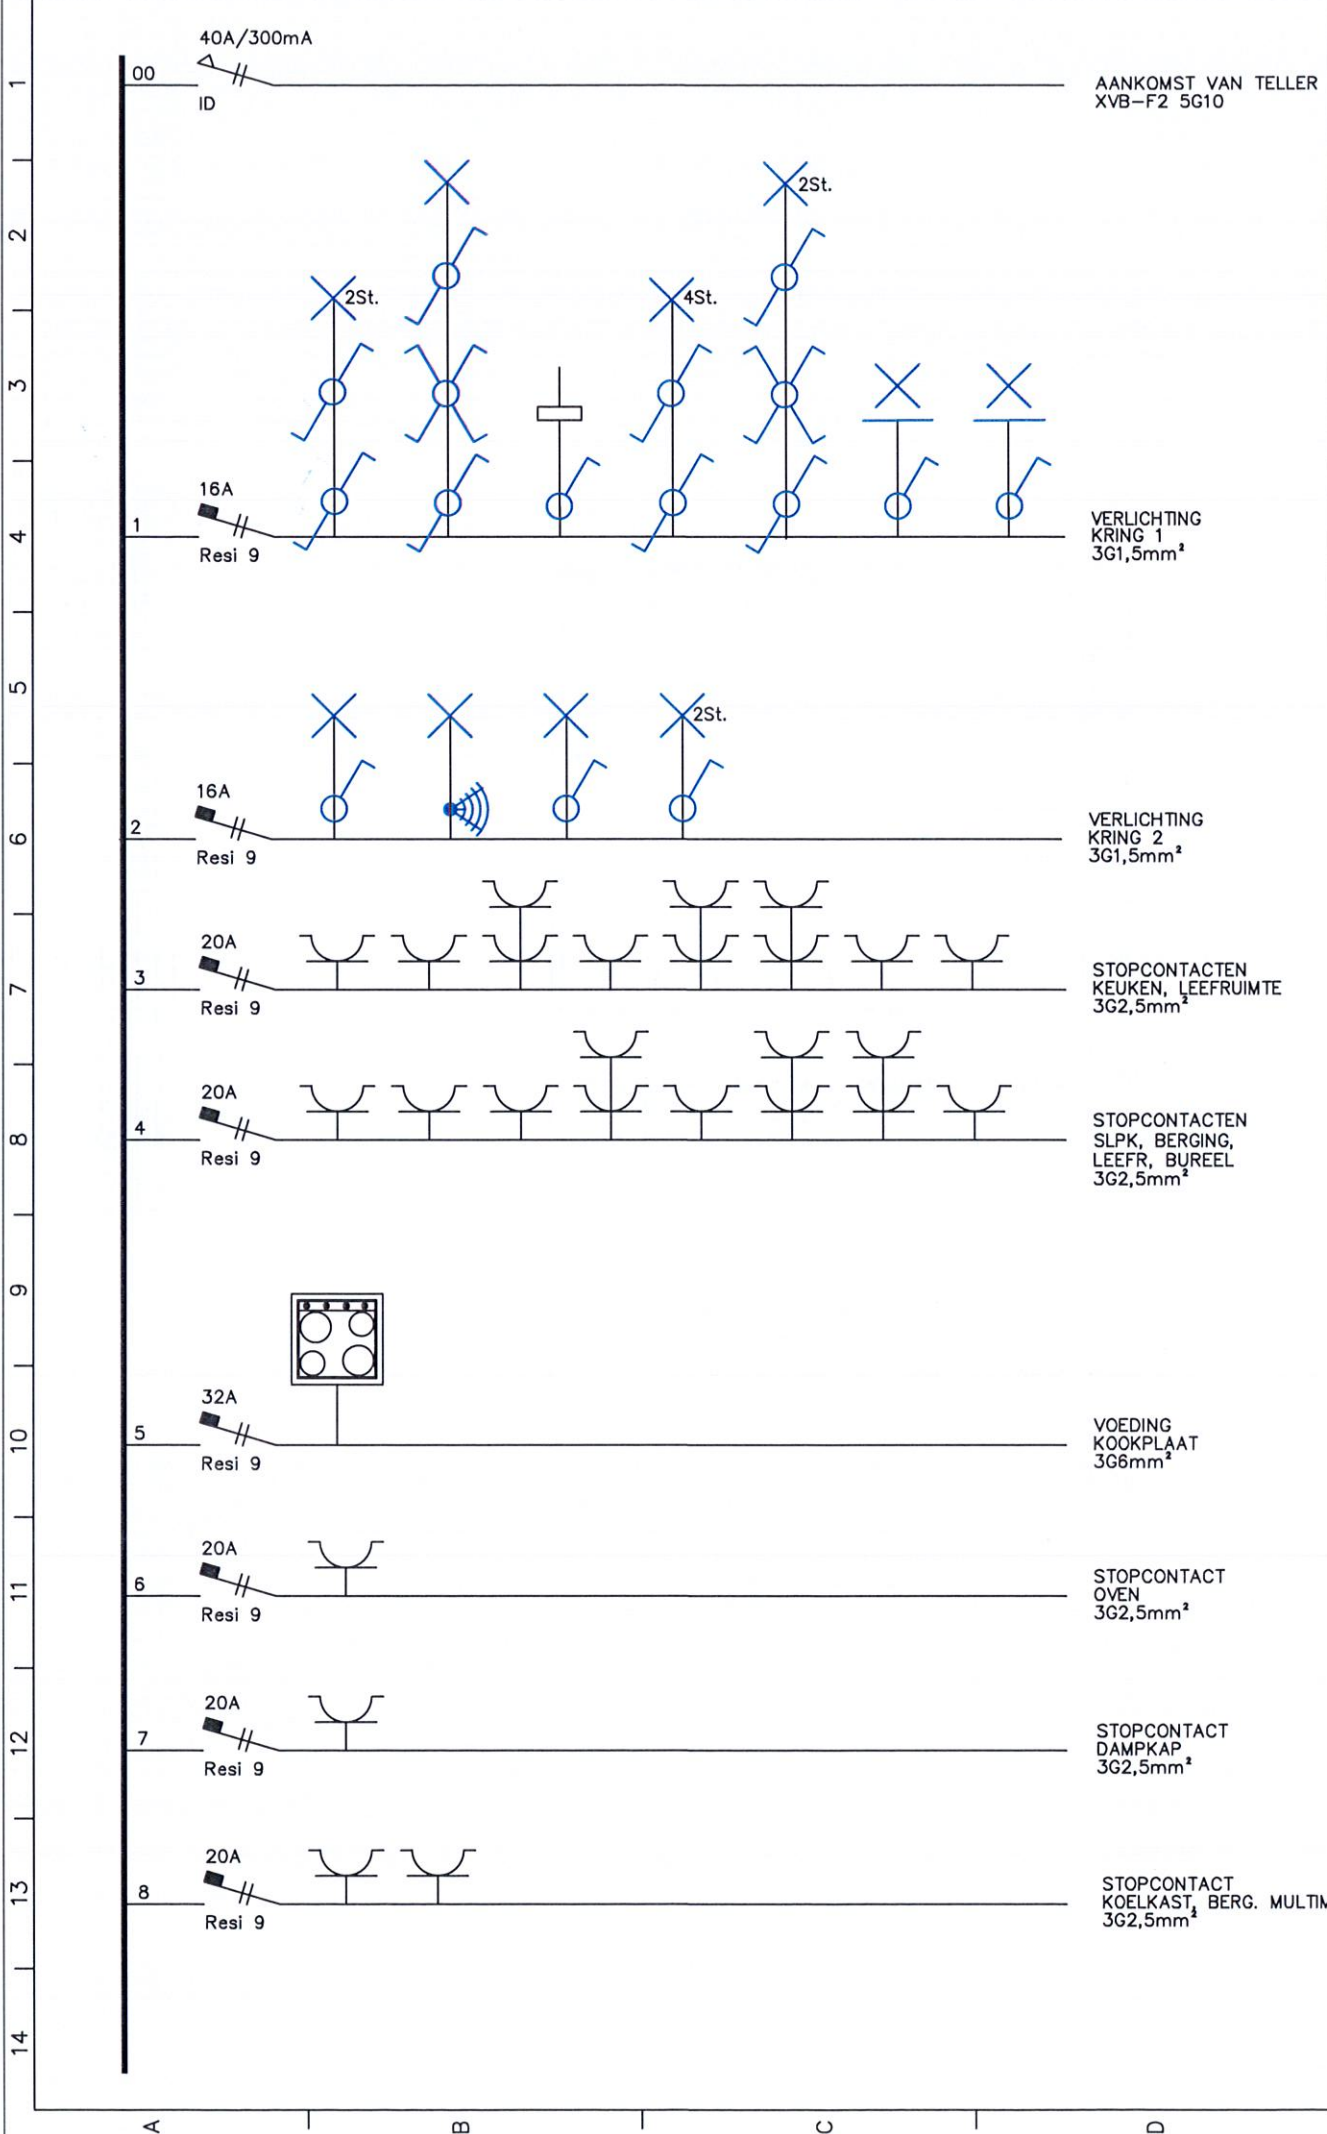 40A/300mA
00
ID
AANKOMST VAN TELLER
XVB-F2 5G10
1
2St.
2
2St.
4St.
3
16A
1
Resi 9
VERLICHTING
KRING 1
3G1,5mm²
4
5
2St.
16A
2
Resi 9
VERLICHTING
KRING 2
3G1,5mm²
6
20A
3
Resi 9
STOPCONTACTEN
KEUKEN, LEEFRUIMTE
3G2,5mm²
7
20A
4
Resi 9
STOPCONTACTEN
SLPK, BERGING,
LEEFR, BUREEL
3G2,5mm²
8
9
32A
5
Resi 9
VOEDING
KOOKPLAAT
3G6mm²
10
20A
6
Resi 9
STOPCONTACT
OVEN
3G2,5mm²
11
20A
7
Resi 9
STOPCONTACT
DAMPKAP
3G2,5mm²
12
20A
8
Resi 9
STOPCONTACT
KOELKAST, BERG. MULTIM
3G2,5mm²
13
14
A
B
C
D